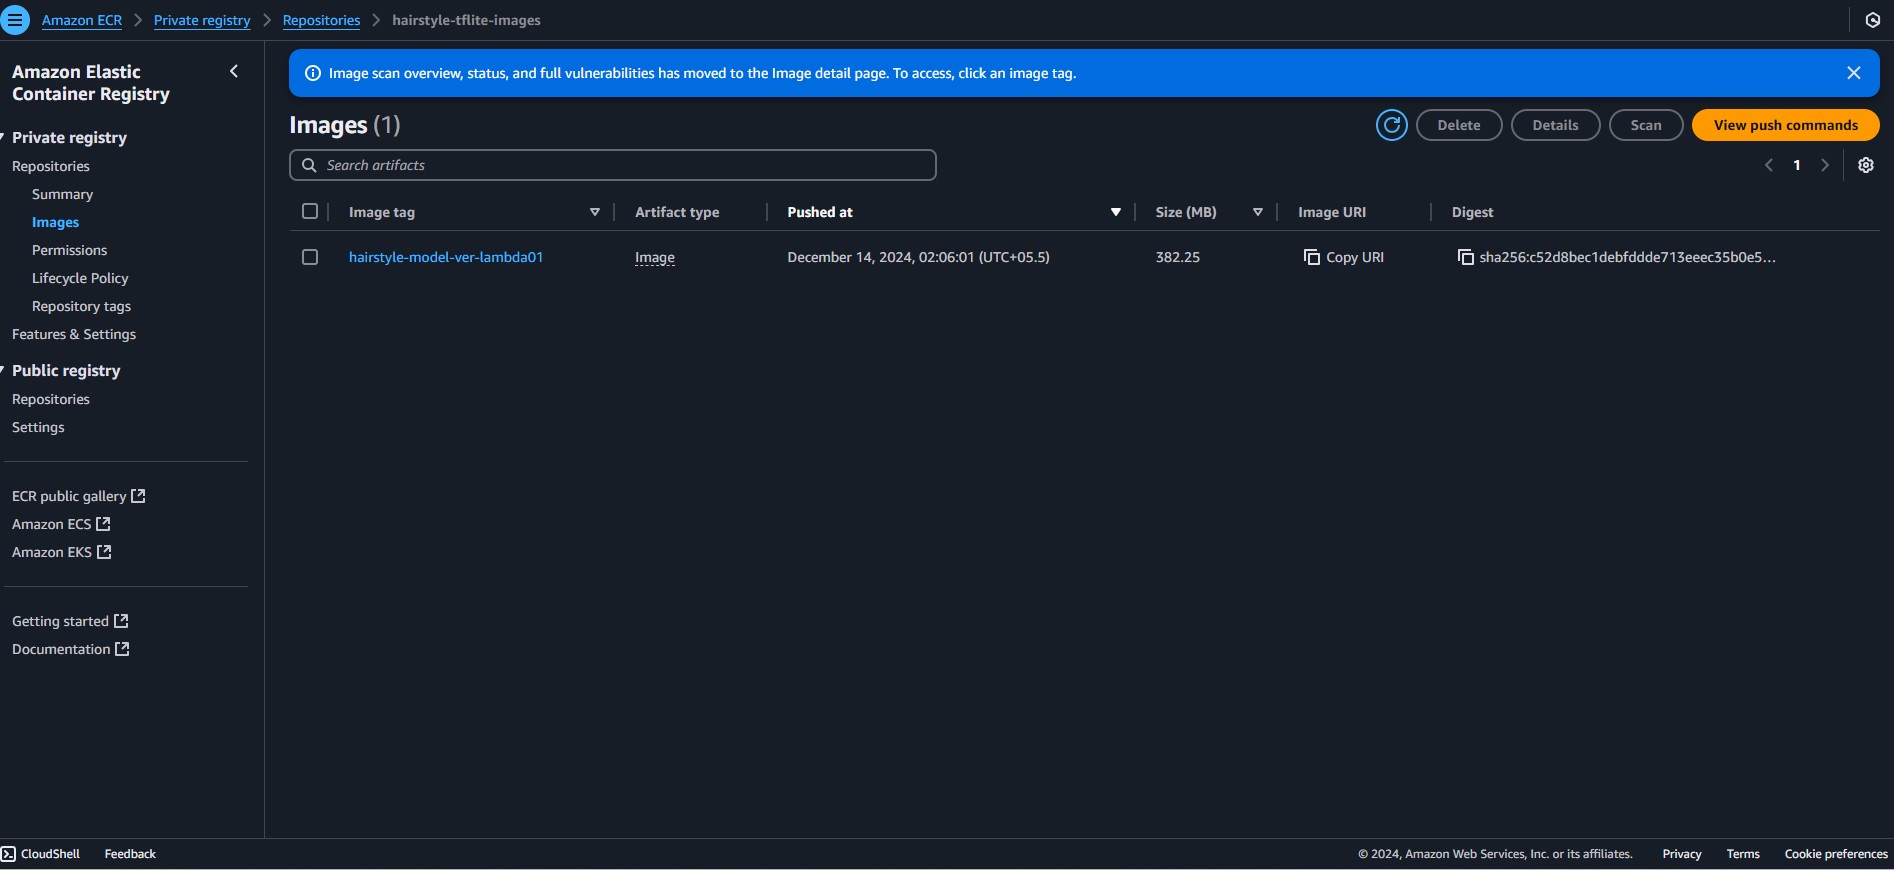 Amazon ECR > Private registry > Repositories > hairstyle-tflite-images
Amazon Elastic
Container Registry
Private registry
Repositories
Summary
Images
Permissions
Lifecycle Policy
Repository tags
Features & Settings
Public registry
Repositories
Settings
ECR public gallery
Amazon ECS
Amazon EKS
Getting started
Documentation
Image scan overview, status, and full vulnerabilities has moved to the Image detail page. To access, click an image tag.
Images (1)
Delete
Details
Scan
View push commands
Search artifacts
1
Image tag Artifact type Pushed at Size (MB) Image URI Digest
hairstyle-model-ver-lambda01 Image December 14, 2024, 02:06:01 (UTC+05.5) 382.25 Copy URI sha256:c52d8bec1debfddde713eeec35b0e5...
CloudShell Feedback © 2024, Amazon Web Services, Inc. or its affiliates. Privacy Terms Cookie preferences